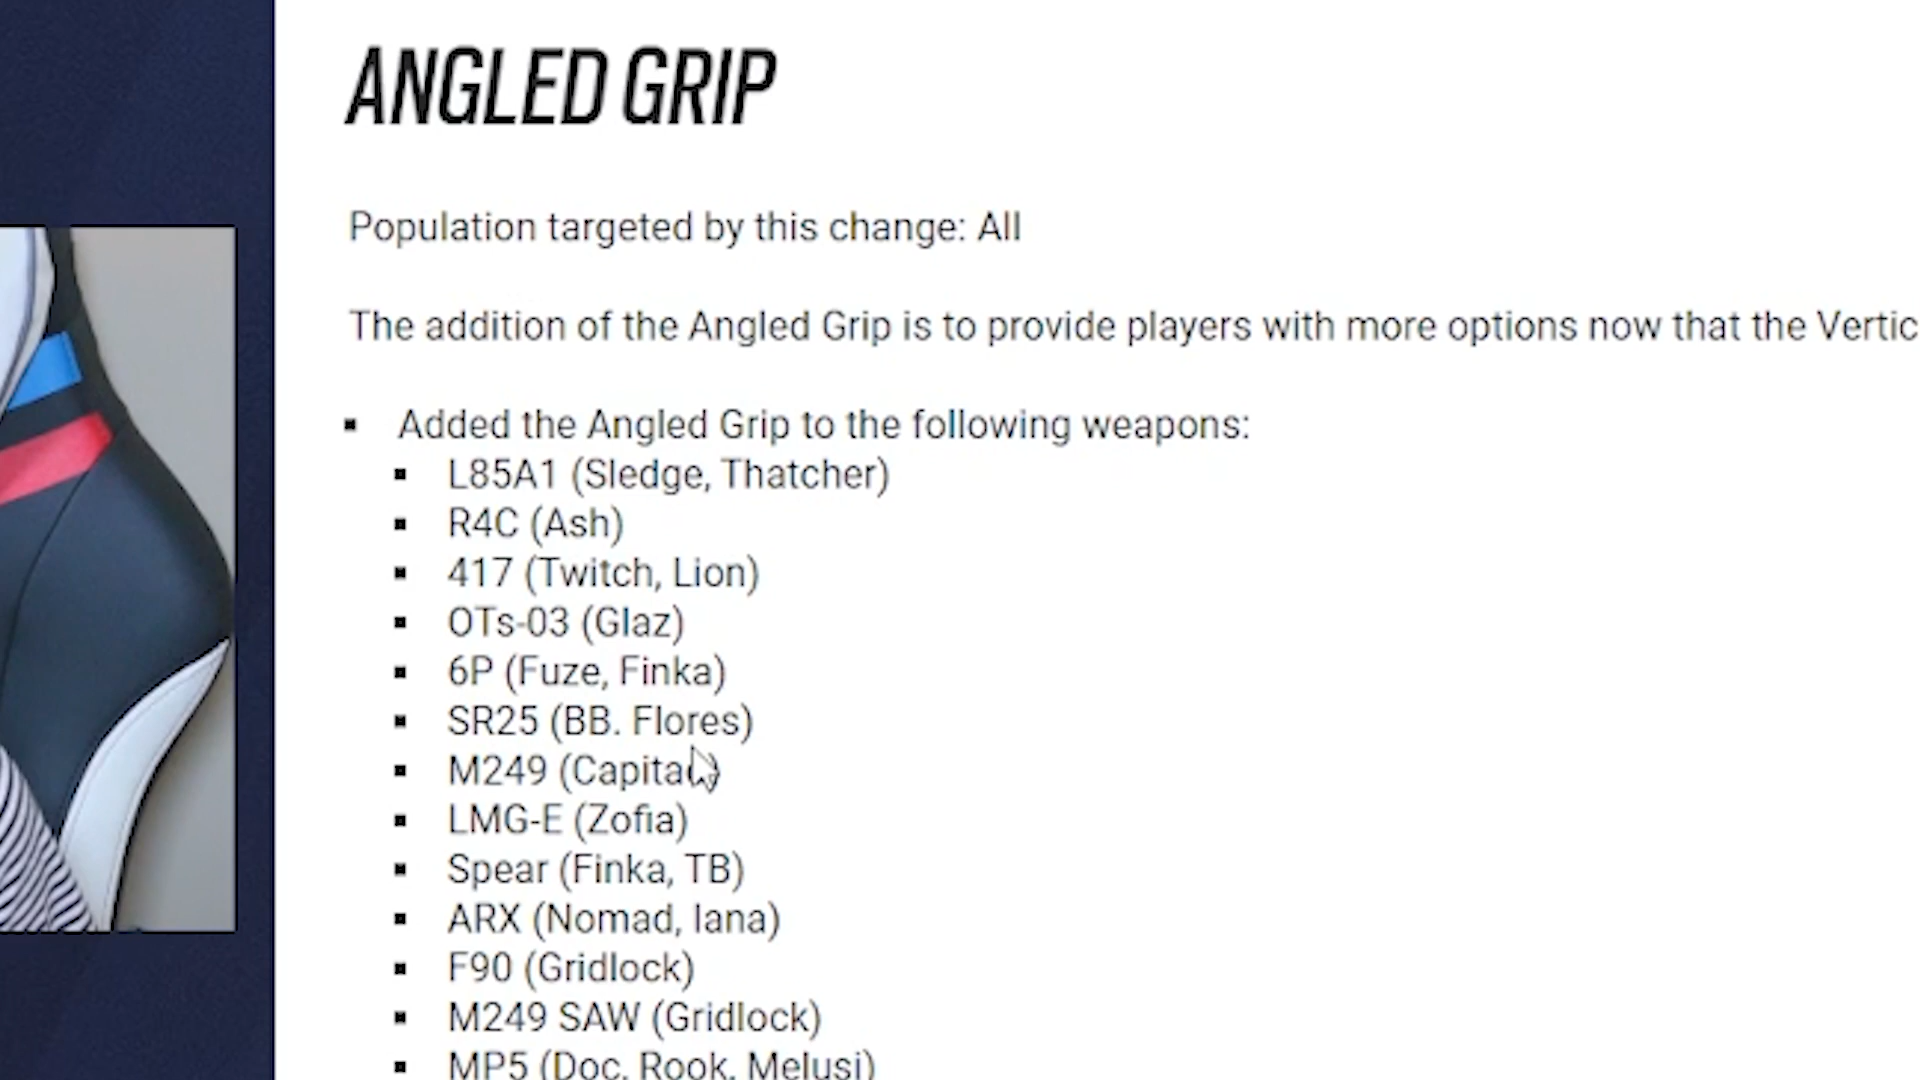 ANGLED GRIP
Population targeted by this change: All
The addition of the Angled Grip is to provide players with more options now that the
Added the Angled Grip to the following weapons:
L85A1 (Sledge, Thatcher)
R4C (Ash)
417 (Twitch, Lion)
OTs-03 (Glaz)
6P (Fuze, Finka)
SR25 (BB. Flores)
M249 (Capitao)
LMG-E (Zofia)
Spear (Finka, TB)
ARX (Nomad, Iana)
F90 (Gridlock)
M249 SAW (Gridlock)
MP5 (Doc, Rook, Melusi)